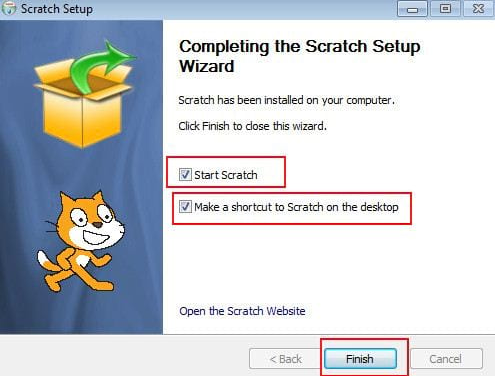 Scratch Setup
Completing the Scratch Setup
Wizard
Scratch has been installed on your computer.
Click Finish to close this wizard.
Start Scratch
Make a shortcut to Scratch on the desktop
Open the Scratch Website
< Back
Finish
Cancel